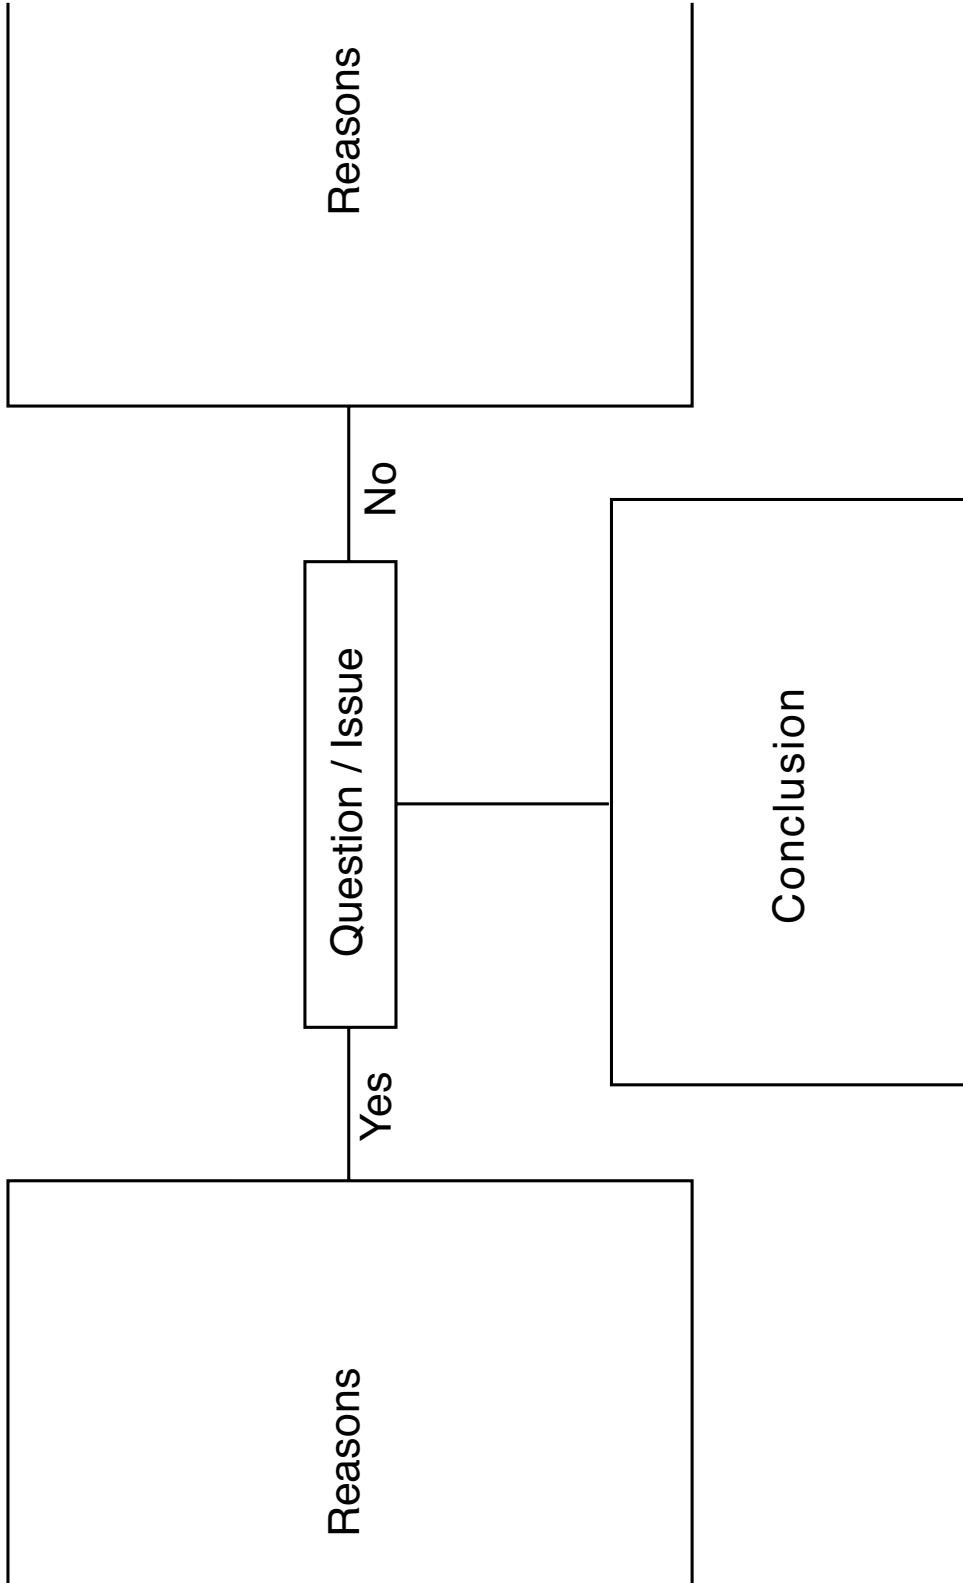 Reasons
Yes
Question / Issue
No
Reasons
Conclusion